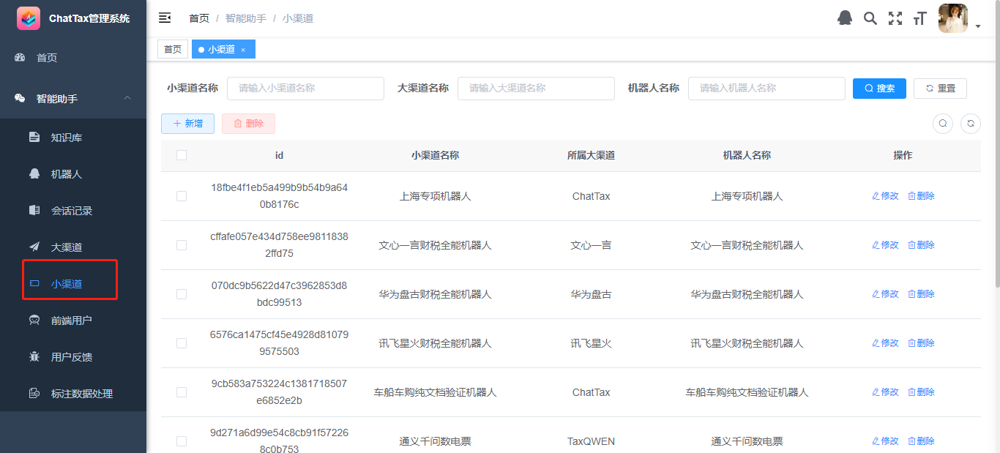 ChatTax管理系统
首页 / 智能助手 / 小渠道
首页
小渠道 ×
首页
智能助手
知识库
机器人
会话记录
大渠道
小渠道
前端用户
用户反馈
标注数据处理
小渠道名称 请输入小渠道名称 大渠道名称 请输入大渠道名称 机器人名称 请输入机器人名称 搜索 重置
+ 新增 删除
id 小渠道名称 所属大渠道 机器人名称 操作
18fbe4f1eb5a499b9b54b9a64
0b8176c
上海专项机器人 ChatTax 上海专项机器人 修改 删除
cffafe057e434d758ee9811838
2ffd75
文心一言财税全能机器人 文心一言 文心一言财税全能机器人 修改 删除
070dc9b5622d47c3962853d8
bdc99513
华为盘古财税全能机器人 华为盘古 华为盘古财税全能机器人 修改 删除
6576ca1475cf45e4928d81079
9575503
讯飞星火财税全能机器人 讯飞星火 讯飞星火财税全能机器人 修改 删除
9cb583a753224c1381718507
e6852e2b
车船车购纯文档验证机器人 ChatTax 车船车购纯文档验证机器人 修改 删除
9d271a6d99e54c8cb91f57226
8c0b753
通义千问数电票 TaxQWEN 通义千问数电票 修改 删除